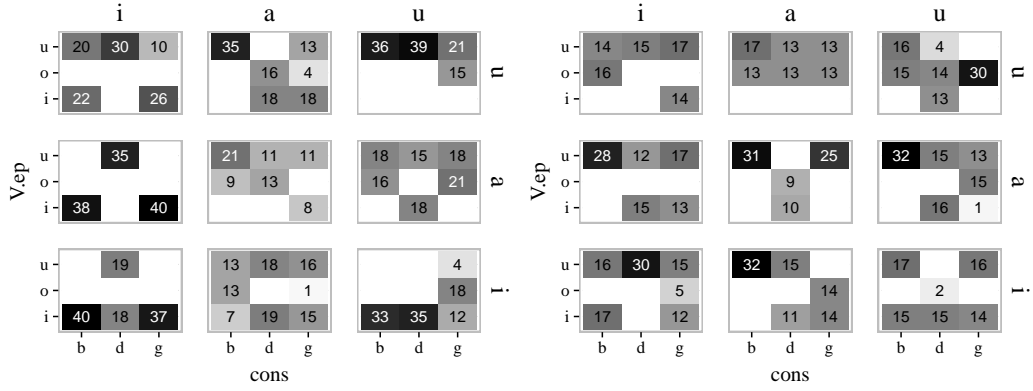 i a u i a u
u 20 30 10 35 13 36 39 21 u 14 15 17 17 13 13 16 4 u
o 16 4 15 o 16 13 13 13 15 14 30
i 22 26 18 18 i 14 13
u 35 21 11 11 18 15 18 a u 28 12 17 31 25 32 15 13 a
V.ep o 9 13 16 21 V.ep o 9 15
i 38 40 8 18 i 15 13 10 16 1
u 19 13 18 16 4 i u 16 30 15 32 15 17 16 i
o 13 1 18 o 5 14 2
i 40 18 37 7 19 15 33 35 12 i 17 12 11 14 15 15 14
b d g b d g b d g b d g b d g b d g
cons cons